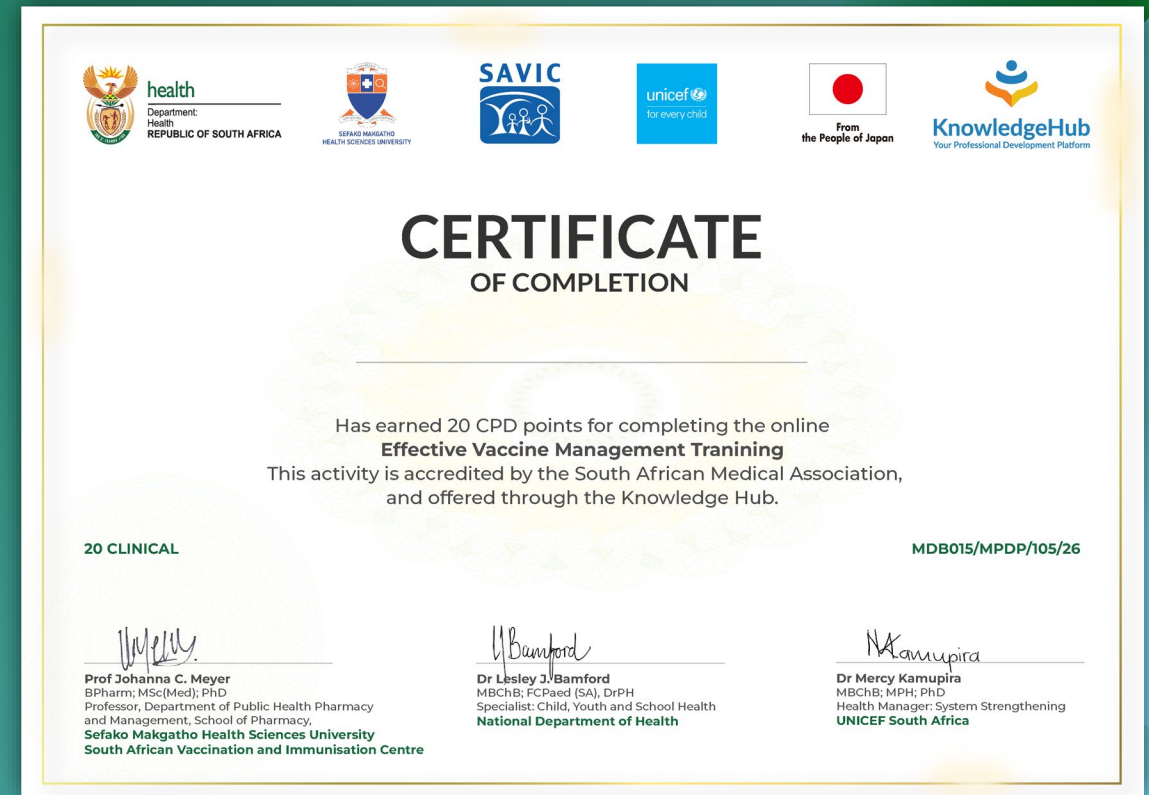 health
Department:
Health
REPUBLIC OF SOUTH AFRICA
SEFAKO MAKGATHO
HEALTH SCIENCES UNIVERSITY
SAVIC
unicef
for every child
From
the People of Japan
KnowledgeHub
Your Professional Development Platform
CERTIFICATE
OF COMPLETION
Has earned 20 CPD points for completing the online
Effective Vaccine Management Tranining
This activity is accredited by the South African Medical Association,
and offered through the Knowledge Hub.
20 CLINICAL
MDB015/MPDP/105/26
Bamford
NKamupira
Prof Johanna C. Meyer
BPharm; MSc(Med); PhD
Professor, Department of Public Health Pharmacy
and Management, School of Pharmacy,
Sefako Makgatho Health Sciences University
South African Vaccination and Immunisation Centre
Dr Lesley J. Bamford
MBChB; FCPaed (SA), DrPH
Specialist: Child, Youth and School Health
National Department of Health
Dr Mercy Kamupira
MBChB; MPH; PhD
Health Manager: System Strengthening
UNICEF South Africa